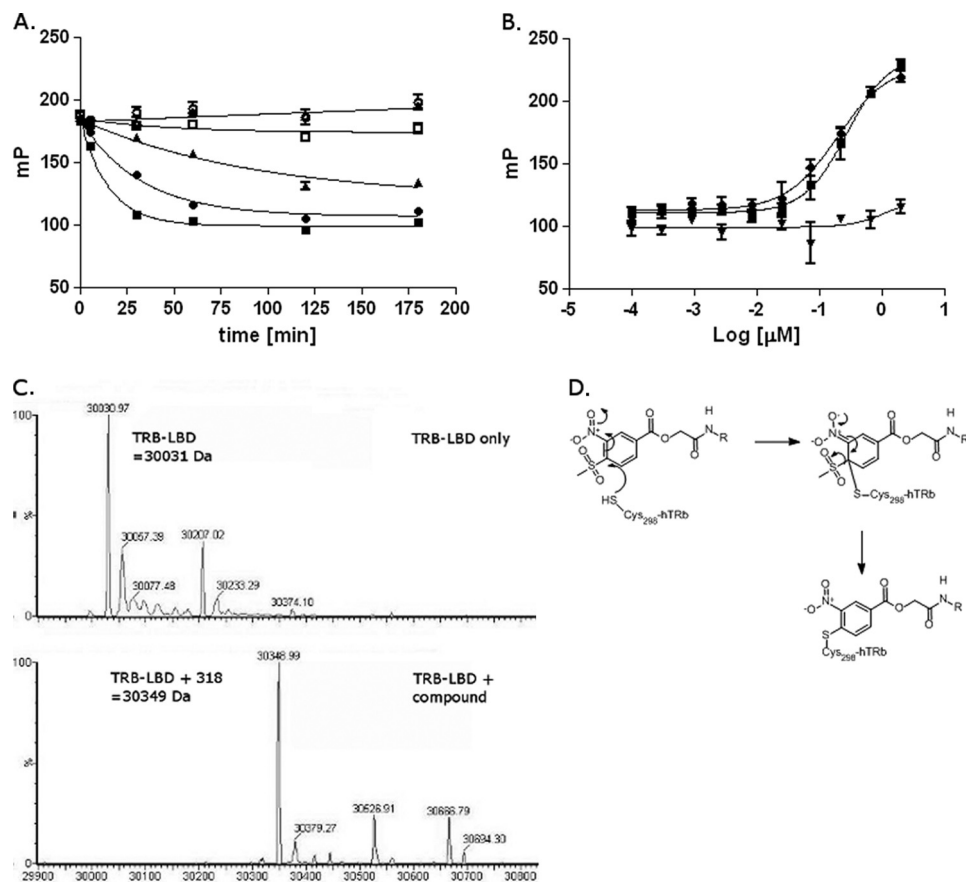 A.
250
200
150
100
50
mP
0 25 50 75 100 125 150 175 200
time [min]
B.
250
200
150
100
50
mP
-5 -4 -3 -2 -1 0 1
Log [μM]
C.
100
%
0
30030.97
TRB-LBD
=30031 Da
TRB-LBD only
30057.39
30077.48
30207.02
30233.29
30374.10
100
%
0
30348.99
TRB-LBD + 318
=30349 Da
TRB-LBD +
compound
30379.27
30526.91
30666.79
30694.30
29900 30000 30100 30200 30300 30400 30500 30600 30700 30800
D.
O
-O N+
O
O
O
H
N-R
O
S
O
HS
Cys298-hTRb
O-
-O N+
O
O
O
H
N-R
O
S
O
S-Cys298-hTRb
O
-O N+
O
O
O
H
N-R
S
Cys298-hTRb